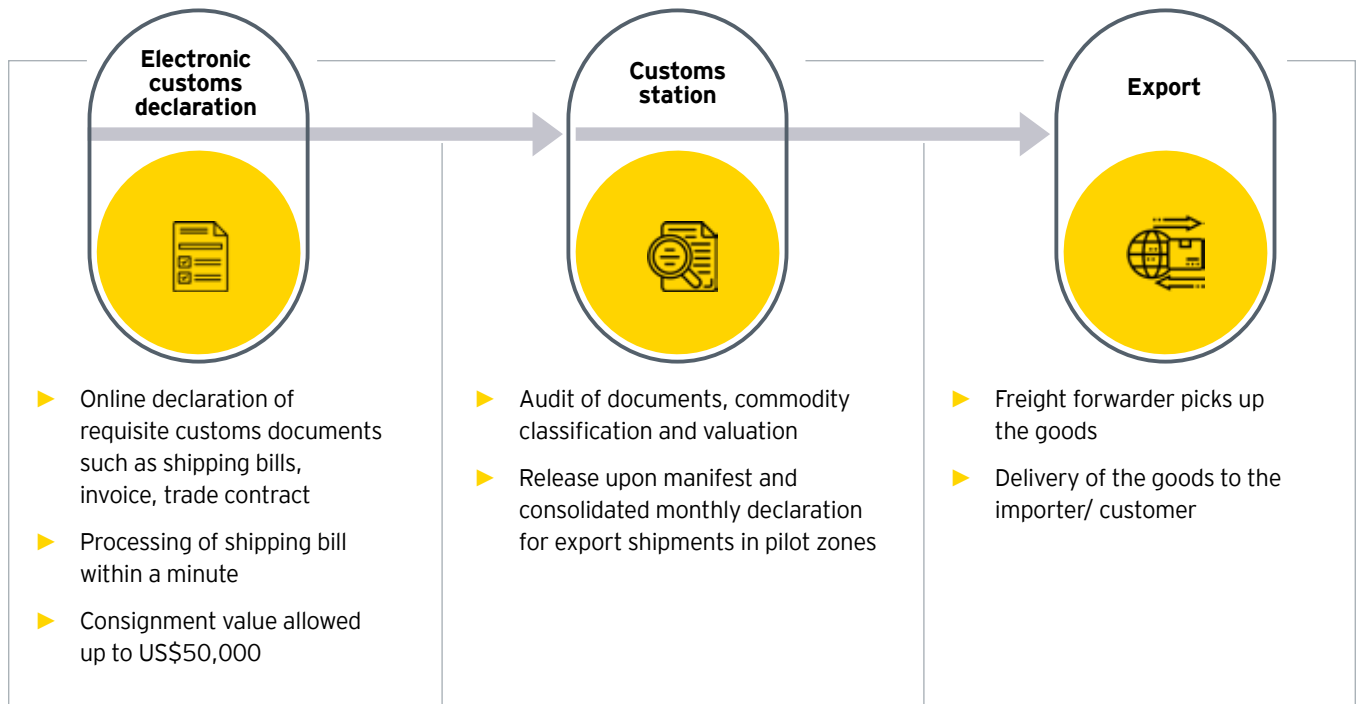 Electronic
customs
declaration
► Online declaration of
requisite customs documents
such as shipping bills,
invoice, trade contract
► Processing of shipping bill
within a minute
► Consignment value allowed
up to US$50,000
Customs
station
► Audit of documents, commodity
classification and valuation
► Release upon manifest and
consolidated monthly declaration
for export shipments in pilot zones
Export
► Freight forwarder picks up
the goods
► Delivery of the goods to the
importer/ customer